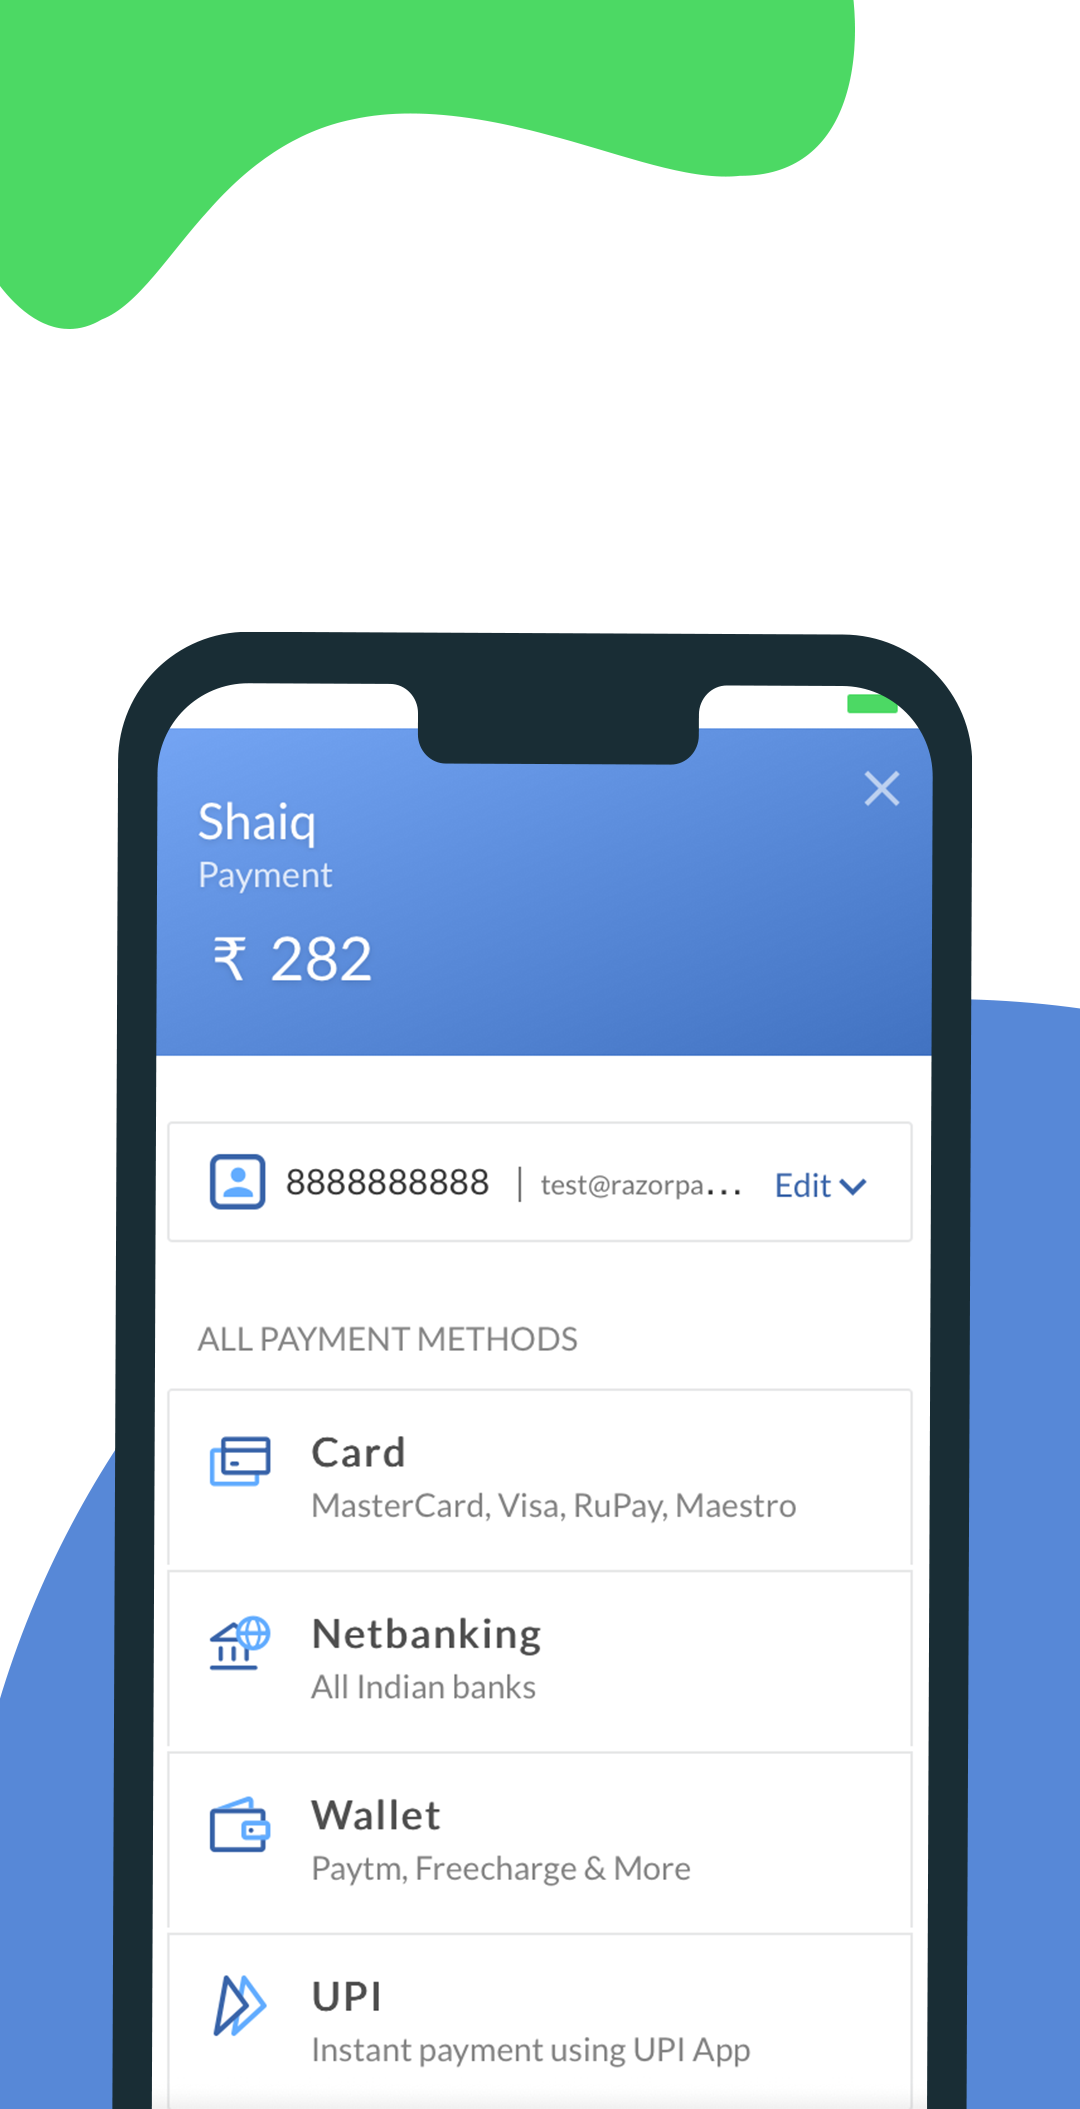 Shaiq
Payment
₹ 282
8888888888 | test@razorpa... Edit
ALL PAYMENT METHODS
Card
MasterCard, Visa, RuPay, Maestro
Netbanking
All Indian banks
Wallet
Paytm, Freecharge & More
UPI
Instant payment using UPI App